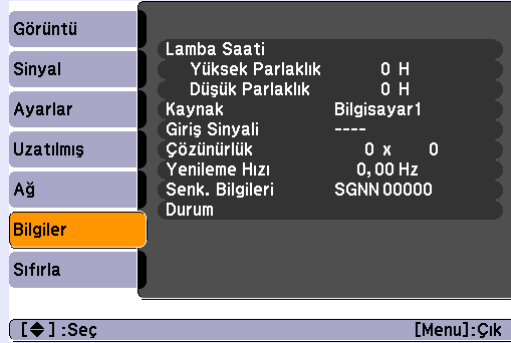 Görüntü
Sinyal
Ayarlar
Uzatılmış
Ağ
Bilgiler
Sıfırla
Lamba Saati
Yüksek Parlaklık 0 H
Düşük Parlaklık 0 H
Kaynak Bilgisayar1
Giriş Sinyali ----
Çözünürlük 0 x 0
Yenileme Hızı 0,00 Hz
Senk. Bilgileri SGNN 00000
Durum
[◆] :Seç [Menu]:Çık